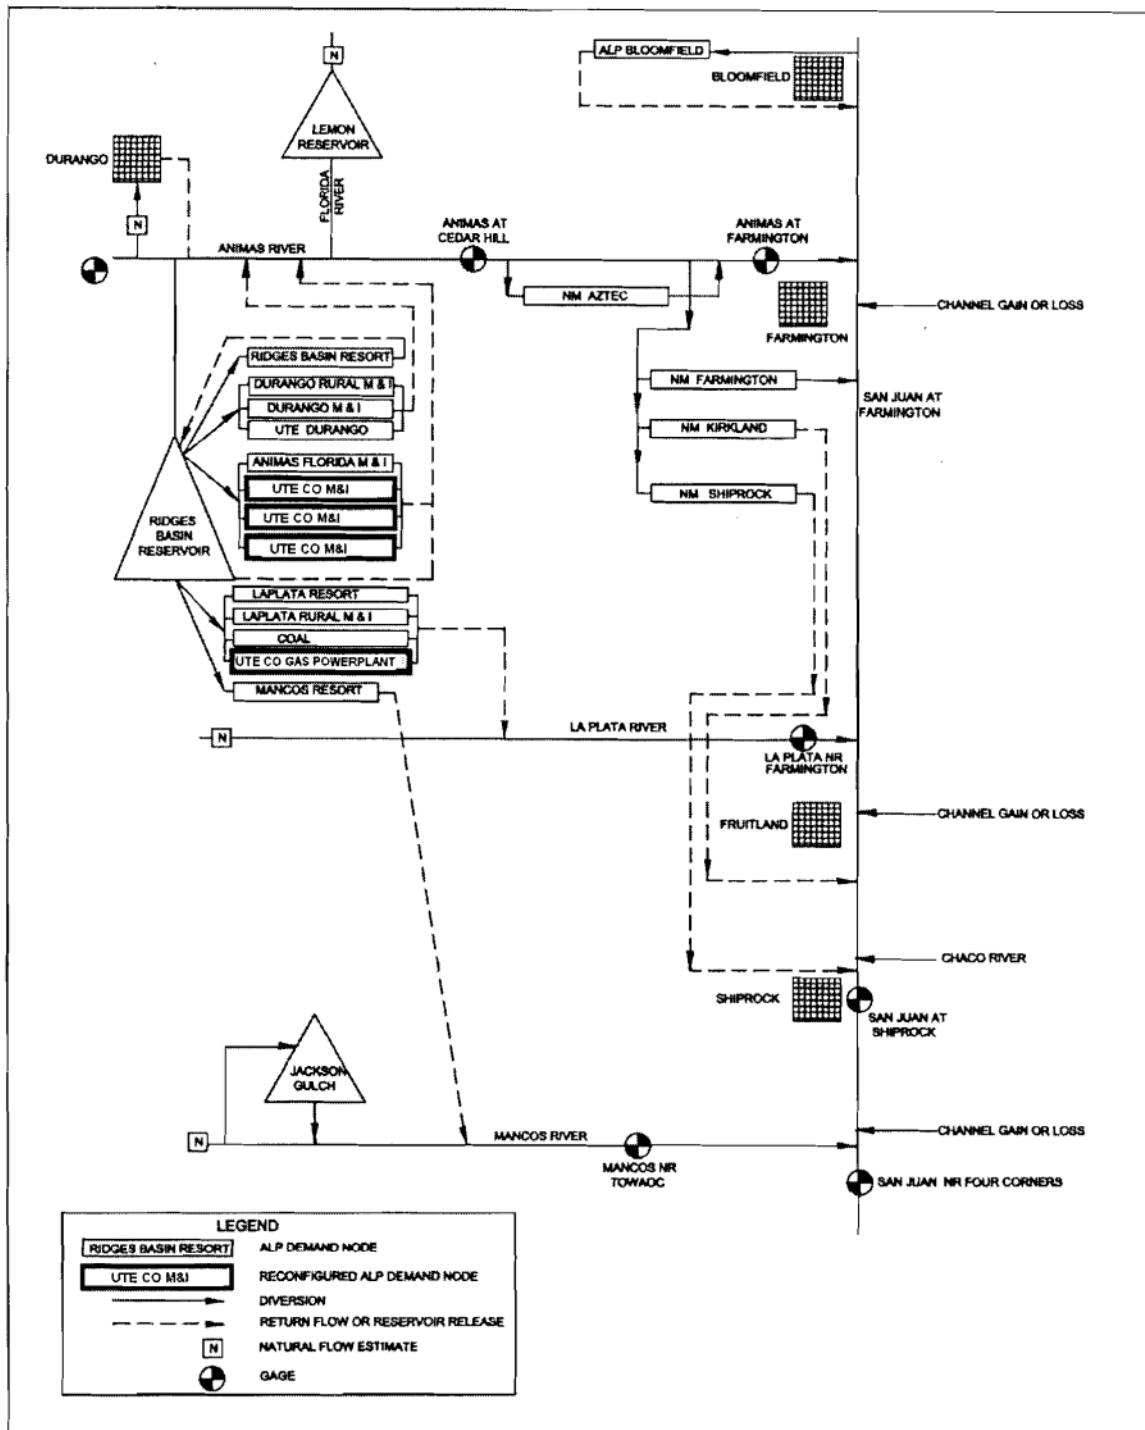 ALP BLOOMFIELD
BLOOMFIELD
N
LEMON
RESERVOIR
DURANGO
N
FLORIDA
RIVER
ANIMAS RIVER
ANIMAS AT
CEDAR HILL
ANIMAS AT
FARMINGTON
NM AZTEC
FARMINGTON
CHANNEL GAIN OR LOSS
RIDGES BASIN RESORT
DURANGO RURAL M & I
DURANGO M & I
UTE DURANGO
NM FARMINGTON
SAN JUAN AT
FARMINGTON
NM KIRKLAND
ANIMAS FLORIDA M & I
UTE CO M&I
UTE CO M&I
UTE CO M&I
NM SHIPROCK
RIDGES
BASIN
RESERVOIR
LAPLATA RESORT
LAPLATA RURAL M & I
COAL
UTE CO GAS POWERPLANT
MANCOS RESORT
N
LA PLATA RIVER
LA PLATA NR
FARMINGTON
FRUITLAND
CHANNEL GAIN OR LOSS
CHACO RIVER
SHIPROCK
SAN JUAN AT
SHIPROCK
JACKSON
GULCH
N
MANCOS RIVER
MANCOS NR
TOWAOC
CHANNEL GAIN OR LOSS
SAN JUAN NR FOUR CORNERS
LEGEND
RIDGES BASIN RESORT ALP DEMAND NODE
UTE CO M&I RECONFIGURED ALP DEMAND NODE
DIVERSION
RETURN FLOW OR RESERVOIR RELEASE
N NATURAL FLOW ESTIMATE
GAGE